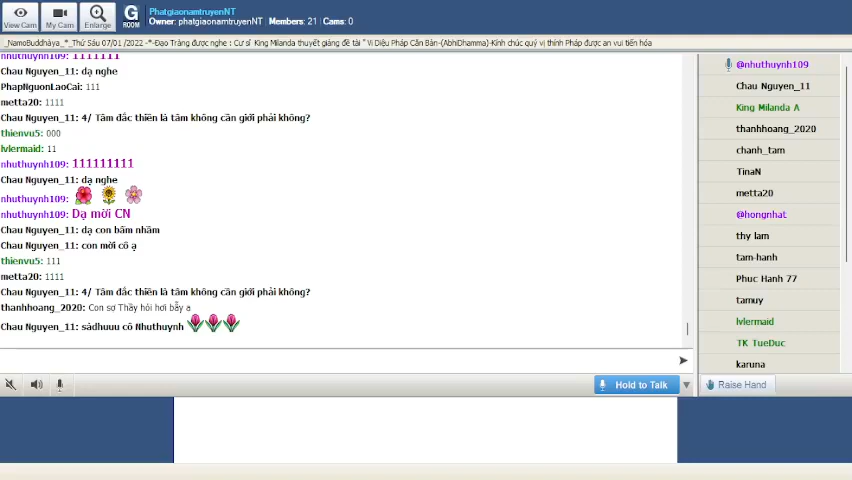 View Cam
My Cam
Enlarge
G
ROOM
PhatgiaonamtruyenNT
Owner: phatgiaonamtruyenNT Members: 21 Cams: 0
_NamoBuddhàya_*_Thứ Sáu 07/01 /2022 -*-Đạo Tràng được nghe : Cư sĩ King Milanda thuyết giảng đề tài " Vi Diệu Pháp Căn Bản-(AbhiDhamma)-Kính chúc quý vị thính Pháp được an vui tiến hóa
nhuthuynh109: 1111111
Chau Nguyen_11: dạ nghe
PhapNguonLaoCai: 111
metta20: 1111
Chau Nguyen_11: 4/ Tâm đắc thiền là tâm không cần giới phải không?
thienvu5: 000
lvlermaid: 11
nhuthuynh109: 111111111
Chau Nguyen_11: dạ nghe
nhuthuynh109:
nhuthuynh109: Dạ mời CN
Chau Nguyen_11: dạ con bấm nhầm
Chau Nguyen_11: con mời cô ạ
thienvu5: 111
metta20: 1111
Chau Nguyen_11: 4/ Tâm đắc thiền là tâm không cần giới phải không?
thanhhoang_2020: Con sợ Thầy hỏi hơi bẫy a
Chau Nguyen_11: sàdhuuu cô Nhuthuynh
Hold to Talk
@nhuthuynh109
Chau Nguyen_11
King Milanda A
thanhhoang_2020
chanh_tam
TinaN
metta20
@hongnhat
thy lam
tam-hanh
Phuc Hanh 77
tamuy
lvlermaid
TK TueDuc
karuna
Raise Hand